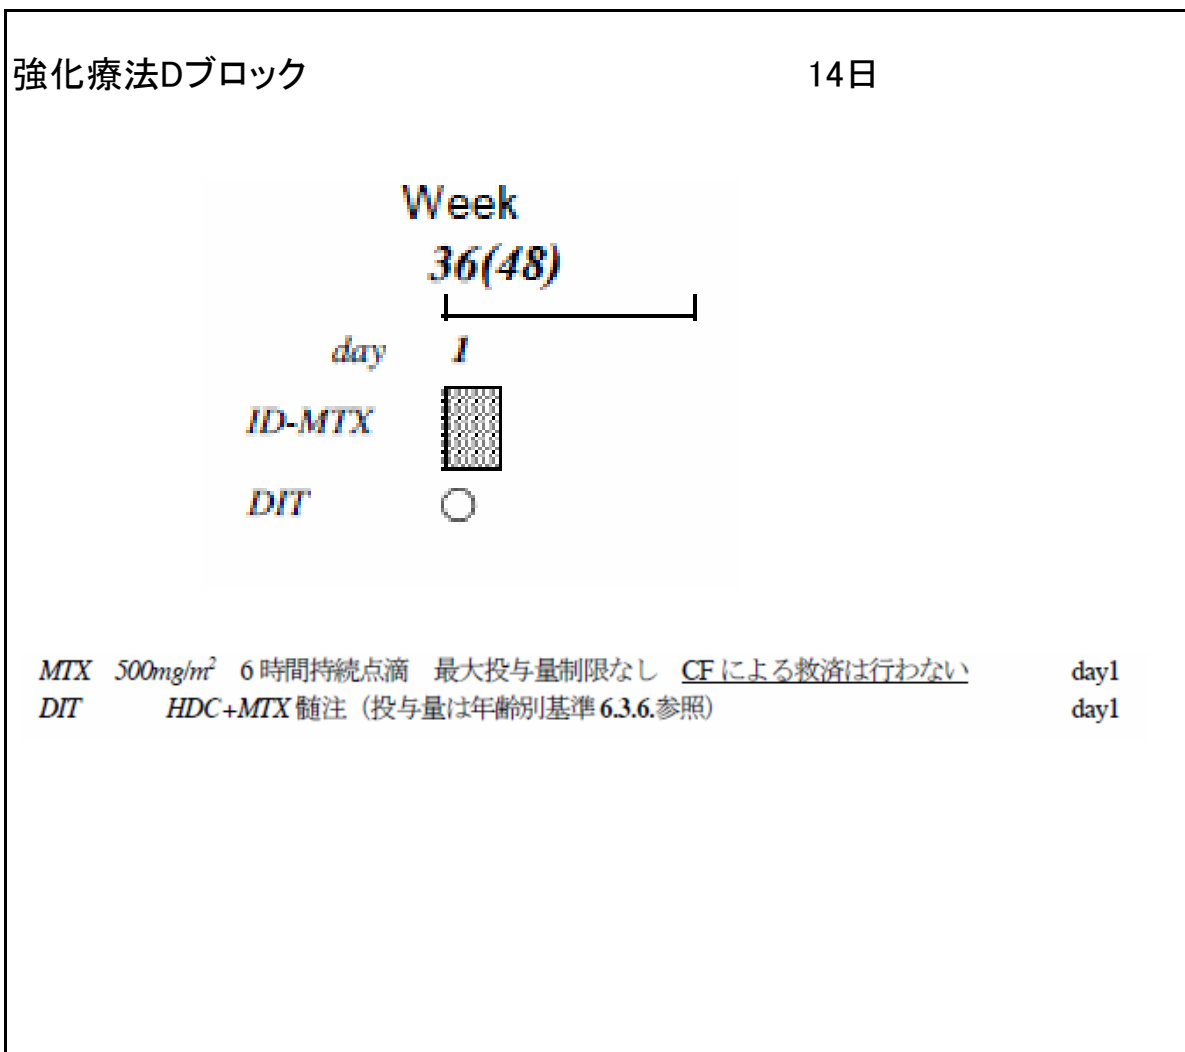 強化療法Dブロック 14日
Week
36(48)
day 1
ID-MTX
DIT
MTX 500mg/m² 6時間持続点滴 最大投与量制限なし CFによる救済は行わない day1
DIT HDC+MTX髄注（投与量は年齢別基準6.3.6.参照） day1